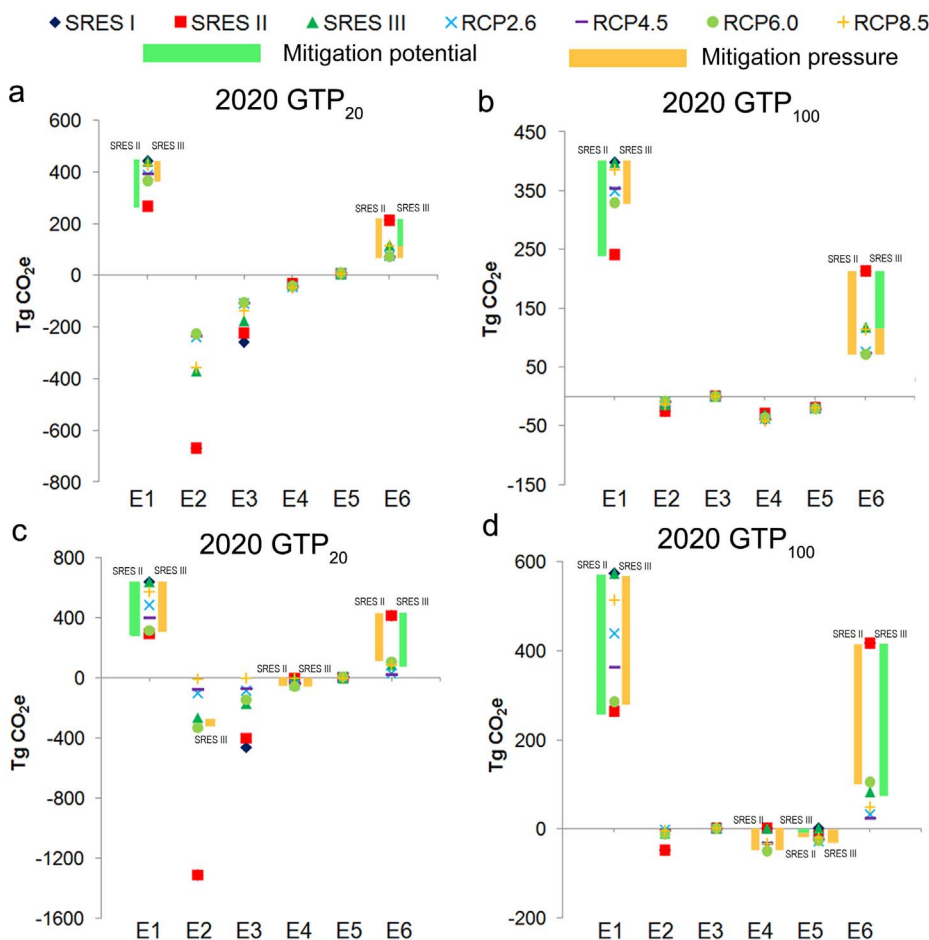 SRES I SRES II SRES III RCP2.6 RCP4.5 RCP6.0 RCP8.5
Mitigation potential Mitigation pressure
a
2020 GTP20
Tg CO2e
600
400
200
0
-200
-400
-600
-800
SRES II SRES III
SRES II SRES III
E1 E2 E3 E4 E5 E6
b
2020 GTP100
Tg CO2e
450
350
250
150
50
-50
-150
SRES II SRES III
SRES II SRES III
E1 E2 E3 E4 E5 E6
c
2020 GTP20
Tg CO2e
800
400
0
-400
-800
-1200
-1600
SRES II SRES III
SRES III
SRES II SRES III
SRES II SRES III
E1 E2 E3 E4 E5 E6
d
2020 GTP100
Tg CO2e
600
400
200
0
-200
SRES II SRES III
SRES II SRES III
SRES II SRES III
SRES II SRES III
E1 E2 E3 E4 E5 E6